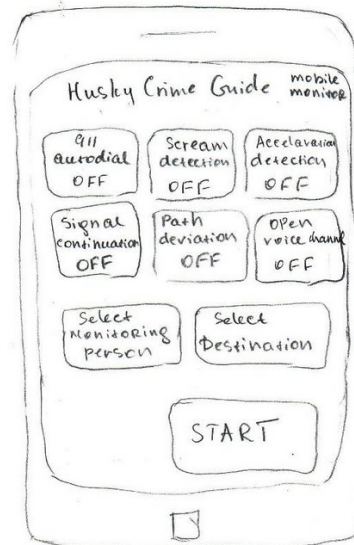 Husky Crime Guide
mobile
monitor
911
autodial
OFF
Scream
detection
OFF
Accelaration
detection
OFF
Signal
continuation
OFF
Path
deviation
OFF
Open
voice channel
OFF
Select
Monitoring
person
Select
Destination
START